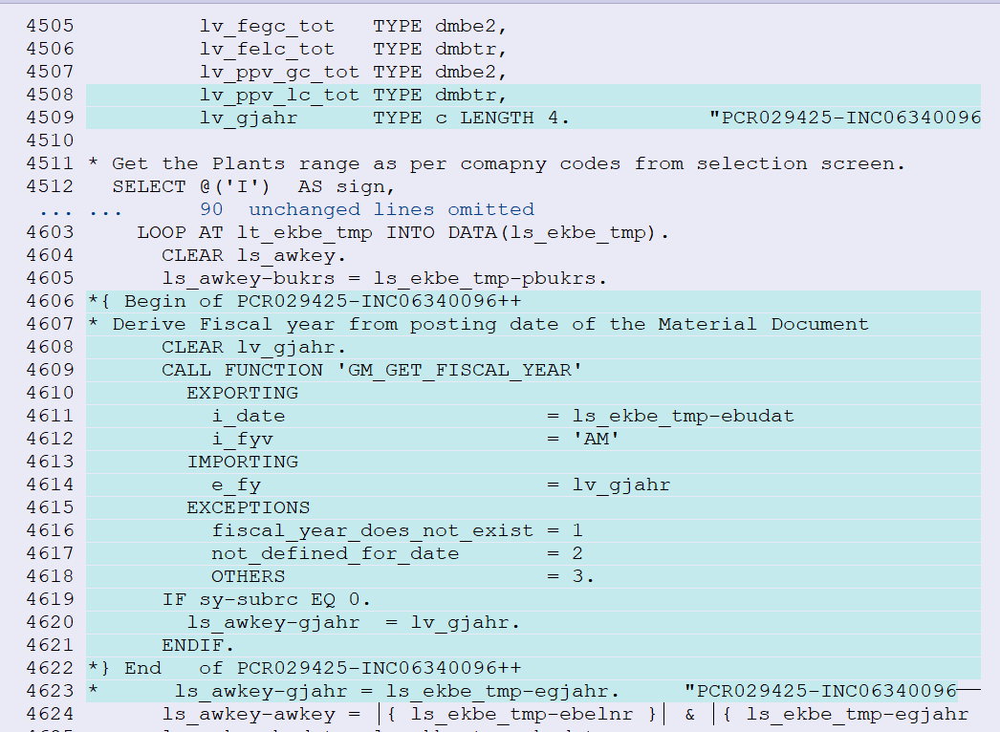 4505 lv_fegc_tot TYPE dmbe2,
4506 lv_felc_tot TYPE dmbtr,
4507 lv_ppv_gc_tot TYPE dmbe2,
4508 lv_ppv_lc_tot TYPE dmbtr,
4509 lv_gjahr TYPE c LENGTH 4. "PCR029425-INC06340096
4510
4511 * Get the Plants range as per comapny codes from selection screen.
4512 SELECT @('I') AS sign,
... ... 90 unchanged lines omitted
4603 LOOP AT lt_ekbe_tmp INTO DATA(ls_ekbe_tmp).
4604 CLEAR ls_awkey.
4605 ls_awkey-bukrs = ls_ekbe_tmp-pbukrs.
4606 *{ Begin of PCR029425-INC06340096++
4607 * Derive Fiscal year from posting date of the Material Document
4608 CLEAR lv_gjahr.
4609 CALL FUNCTION 'GM_GET_FISCAL_YEAR'
4610 EXPORTING
4611 i_date = ls_ekbe_tmp-ebudat
4612 i_fyv = 'AM'
4613 IMPORTING
4614 e_fy = lv_gjahr
4615 EXCEPTIONS
4616 fiscal_year_does_not_exist = 1
4617 not_defined_for_date = 2
4618 OTHERS = 3.
4619 IF sy-subrc EQ 0.
4620 ls_awkey-gjahr = lv_gjahr.
4621 ENDIF.
4622 *} End of PCR029425-INC06340096++
4623 * ls_awkey-gjahr = ls_ekbe_tmp-egjahr. "PCR029425-INC06340096--
4624 ls_awkey-awkey = |{ ls_ekbe_tmp-ebelnr }| & |{ ls_ekbe_tmp-egjahr